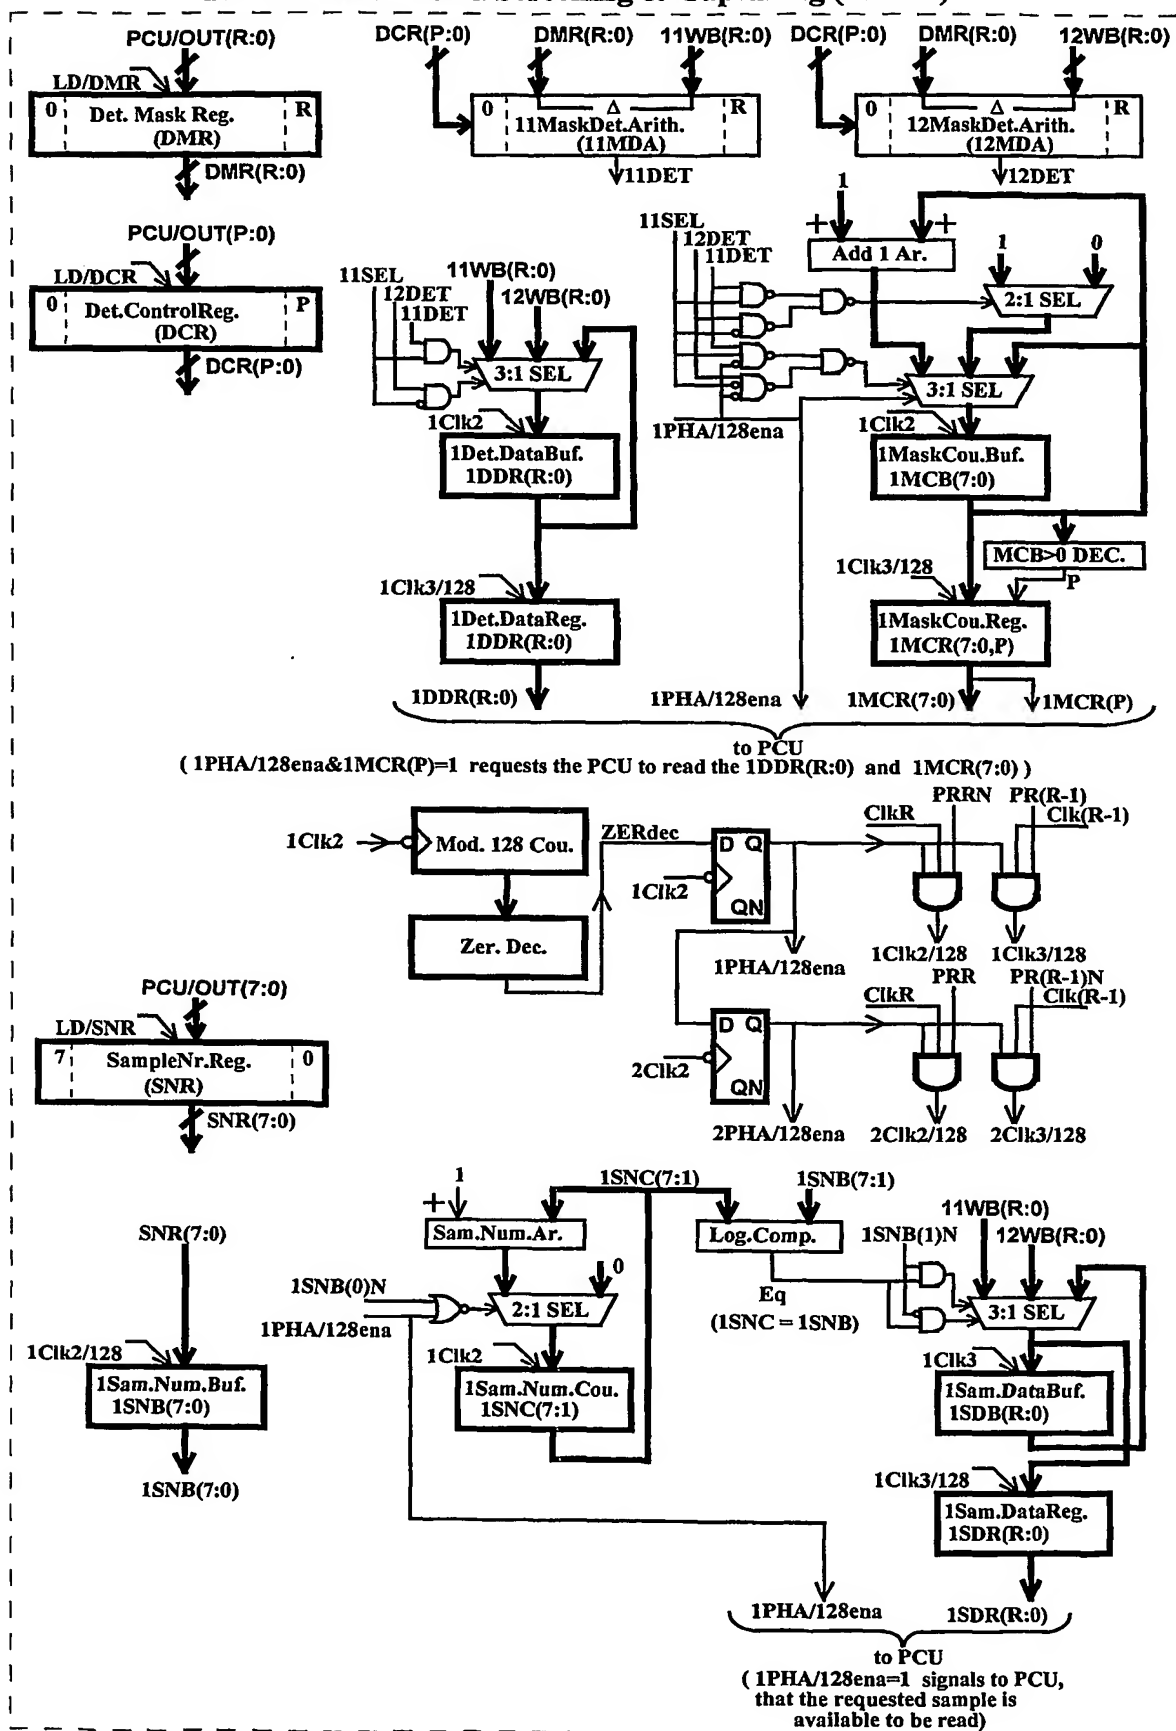 PCU/OUT(R:0)
LD/DMR
0 Det. Mask Reg. R
(DMR)
DMR(R:0)
DCR(P:0) DMR(R:0) 11WB(R:0)
0 Δ R
11MaskDet.Arith.
(11MDA)
11DET
DCR(P:0) DMR(R:0) 12WB(R:0)
0 Δ R
12MaskDet.Arith.
(12MDA)
12DET
PCU/OUT(P:0)
LD/DCR
0 Det.ControlReg. P
(DCR)
DCR(P:0)
11SEL
12DET
11DET
11WB(R:0)
12WB(R:0)
3:1 SEL
1Clk2
1Det.DataBuf.
1DDR(R:0)
1Clk3/128
1Det.DataReg.
1DDR(R:0)
1DDR(R:0)
11SEL
12DET
11DET
1
+ +
Add 1 Ar.
1 0
2:1 SEL
3:1 SEL
1PHA/128ena
1Clk2
1MaskCou.Buf.
1MCB(7:0)
MCB>0 DEC.
P
1Clk3/128
1MaskCou.Reg.
1MCR(7:0,P)
1PHA/128ena
1MCR(7:0)
1MCR(P)
to PCU
( 1PHA/128ena&1MCR(P)=1 requests the PCU to read the 1DDR(R:0) and 1MCR(7:0) )
1Clk2
Mod. 128 Cou.
Zer. Dec.
ZERdec
D Q
1Clk2
QN
1PHA/128ena
ClkR
PRRN PR(R-1)
Clk(R-1)
1Clk2/128 1Clk3/128
D Q
2Clk2
QN
2PHA/128ena
ClkR
PRR PR(R-1)N
Clk(R-1)
2Clk2/128 2Clk3/128
PCU/OUT(7:0)
LD/SNR
7 SampleNr.Reg. 0
(SNR)
SNR(7:0)
SNR(7:0)
1Clk2/128
1Sam.Num.Buf.
1SNB(7:0)
1SNB(7:0)
1
+
1SNC(7:1)
Sam.Num.Ar.
0
1SNB(0)N
1PHA/128ena
2:1 SEL
1Clk2
1Sam.Num.Cou.
1SNC(7:1)
1SNB(7:1)
Log.Comp.
Eq
(1SNC = 1SNB)
1SNB(1)N
11WB(R:0)
12WB(R:0)
3:1 SEL
1Clk3
1Sam.DataBuf.
1SDB(R:0)
1Clk3/128
1Sam.DataReg.
1SDR(R:0)
1PHA/128ena 1SDR(R:0)
to PCU
( 1PHA/128ena=1 signals to PCU,
that the requested sample is
available to be read)